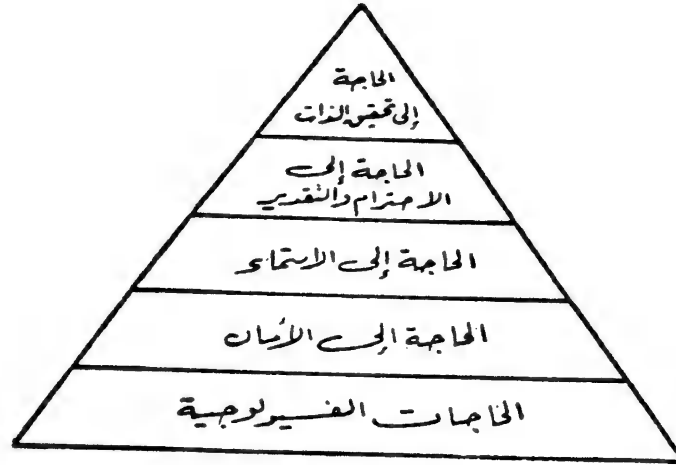 الحاجة
إلى تحقيق الذات
الحاجة إلى
الاحترام والتقدير
الحاجة إلى الانتماء
الحاجة إلى الأمان
الحاجات الفسيولوجية